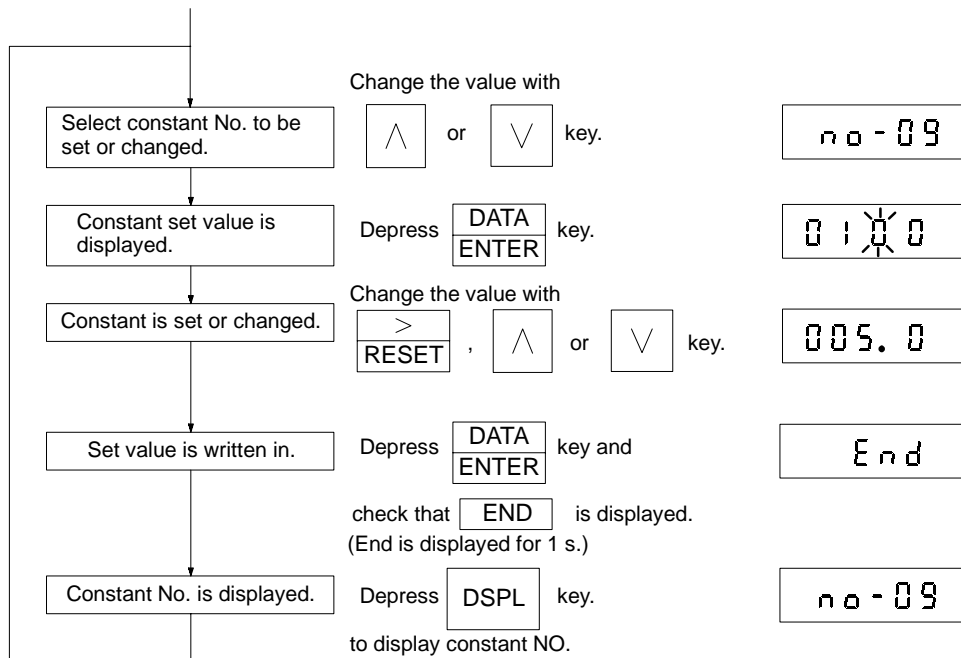 Change the value with
Select constant No. to be
set or changed.
∧ or ∨ key.
no-09
Constant set value is
displayed.
Depress DATA
ENTER key.
0100
Change the value with
Constant is set or changed.
>
RESET , ∧ or ∨ key.
005.0
Set value is written in.
Depress DATA
ENTER key and
End
check that END is displayed.
(End is displayed for 1 s.)
Constant No. is displayed.
Depress DSPL key.
no-09
to display constant NO.